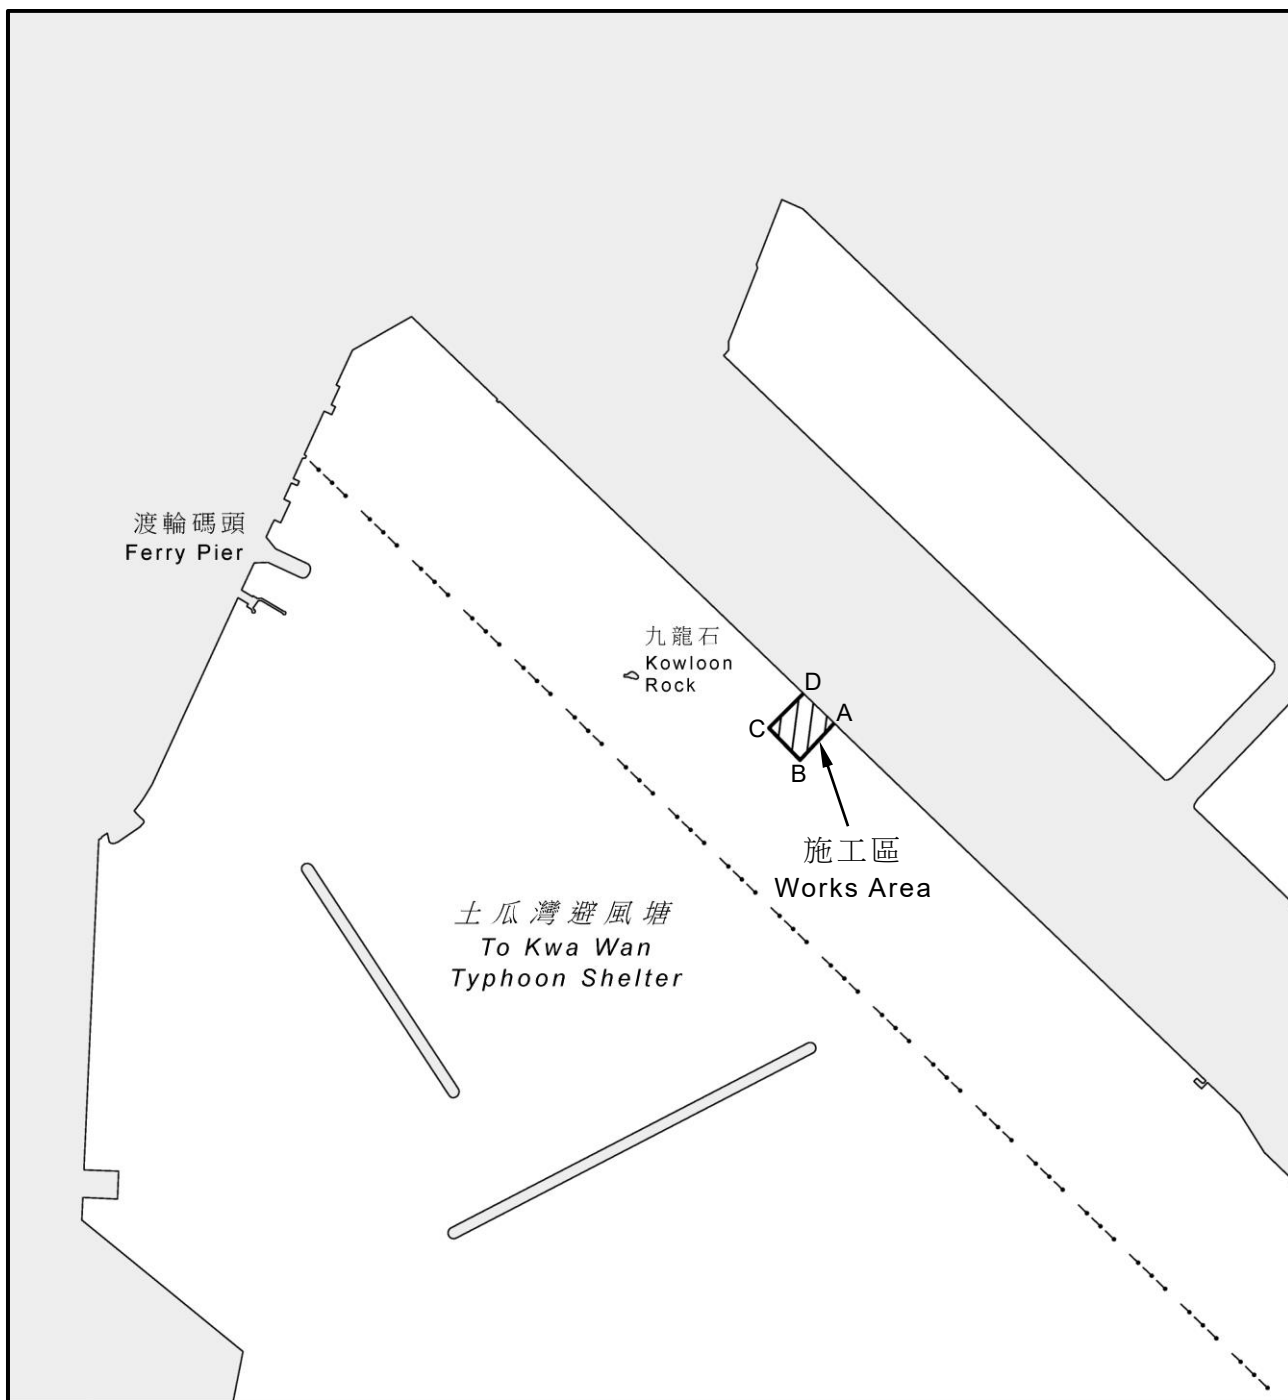 渡輪碼頭
Ferry Pier
九龍石
Kowloon
Rock
D
A
C
B
施工區
Works Area
土瓜灣避風塘
To Kwa Wan
Typhoon Shelter